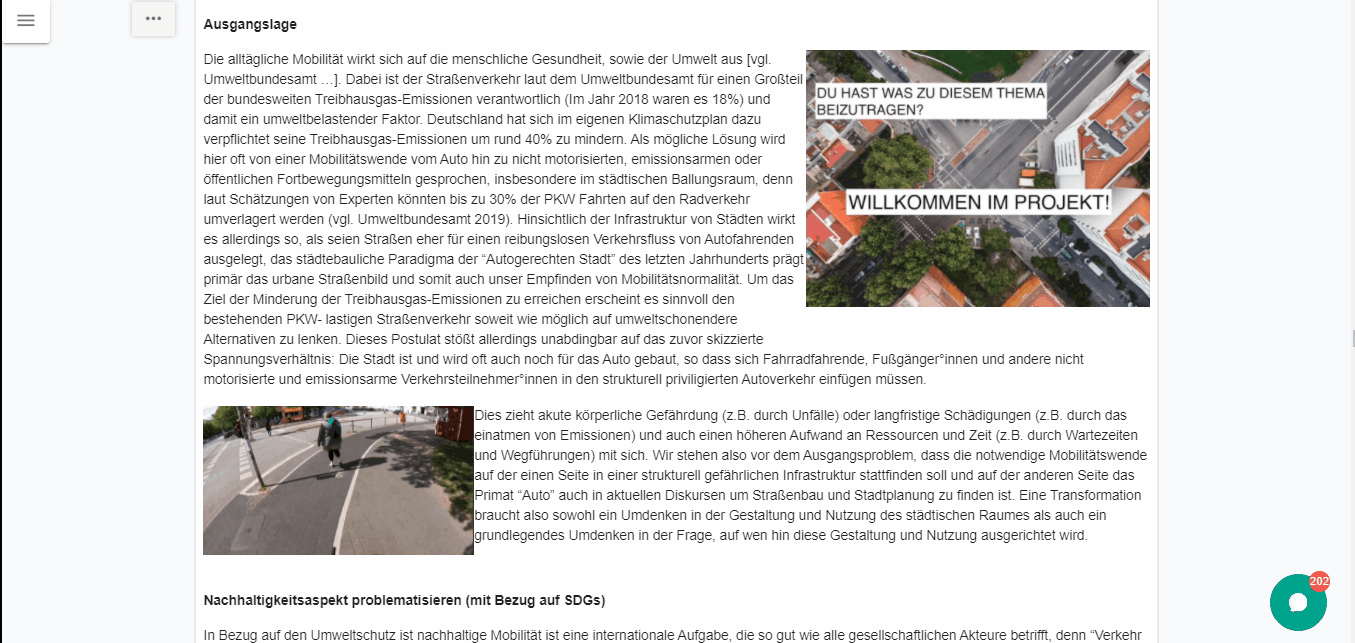 Ausgangslage
Die alltägliche Mobilität wirkt sich auf die menschliche Gesundheit, sowie der Umwelt aus [vgl.
Umweltbundesamt …]. Dabei ist der Straßenverkehr laut dem Umweltbundesamt für einen Großteil
der bundesweiten Treibhausgas-Emissionen verantwortlich (Im Jahr 2018 waren es 18%) und
damit ein umweltbelastender Faktor. Deutschland hat sich im eigenen Klimaschutzplan dazu
verpflichtet seine Treibhausgas-Emissionen um rund 40% zu mindern. Als mögliche Lösung wird
hier oft von einer Mobilitätswende vom Auto hin zu nicht motorisierten, emissionsarmen oder
öffentlichen Fortbewegungsmitteln gesprochen, insbesondere im städtischen Ballungsraum, denn
laut Schätzungen von Experten könnten bis zu 30% der PKW Fahrten auf den Radverkehr
umverlagert werden (vgl. Umweltbundesamt 2019). Hinsichtlich der Infrastruktur von Städten wirkt
es allerdings so, als seien Straßen eher für einen reibungslosen Verkehrsfluss von Autofahrenden
ausgelegt, das städtebauliche Paradigma der “Autogerechten Stadt” des letzten Jahrhunderts prägt
primär das urbane Straßenbild und somit auch unser Empfinden von Mobilitätsnormalität. Um das
Ziel der Minderung der Treibhausgas-Emissionen zu erreichen erscheint es sinnvoll den
bestehenden PKW- lastigen Straßenverkehr soweit wie möglich auf umweltschonendere
Alternativen zu lenken. Dieses Postulat stößt allerdings unabdingbar auf das zuvor skizzierte
Spannungsverhältnis: Die Stadt ist und wird oft auch noch für das Auto gebaut, so dass sich Fahrradfahrende, Fußgänger°innen und andere nicht
motorisierte und emissionsarme Verkehrsteilnehmer°innen in den strukturell priviligierten Autoverkehr einfügen müssen.
DU HAST WAS ZU DIESEM THEMA
BEIZUTRAGEN?
WILLKOMMEN IM PROJEKT!
Dies zieht akute körperliche Gefährdung (z.B. durch Unfälle) oder langfristige Schädigungen (z.B. durch das
einatmen von Emissionen) und auch einen höheren Aufwand an Ressourcen und Zeit (z.B. durch Wartezeiten
und Wegführungen) mit sich. Wir stehen also vor dem Ausgangsproblem, dass die notwendige Mobilitätswende
auf der einen Seite in einer strukturell gefährlichen Infrastruktur stattfinden soll und auf der anderen Seite das
Primat “Auto” auch in aktuellen Diskursen um Straßenbau und Stadtplanung zu finden ist. Eine Transformation
braucht also sowohl ein Umdenken in der Gestaltung und Nutzung des städtischen Raumes als auch ein
grundlegendes Umdenken in der Frage, auf wen hin diese Gestaltung und Nutzung ausgerichtet wird.
202
Nachhaltigkeitsaspekt problematisieren (mit Bezug auf SDGs)
In Bezug auf den Umweltschutz ist nachhaltige Mobilität ist eine internationale Aufgabe, die so gut wie alle gesellschaftlichen Akteure betrifft, denn “Verkehr